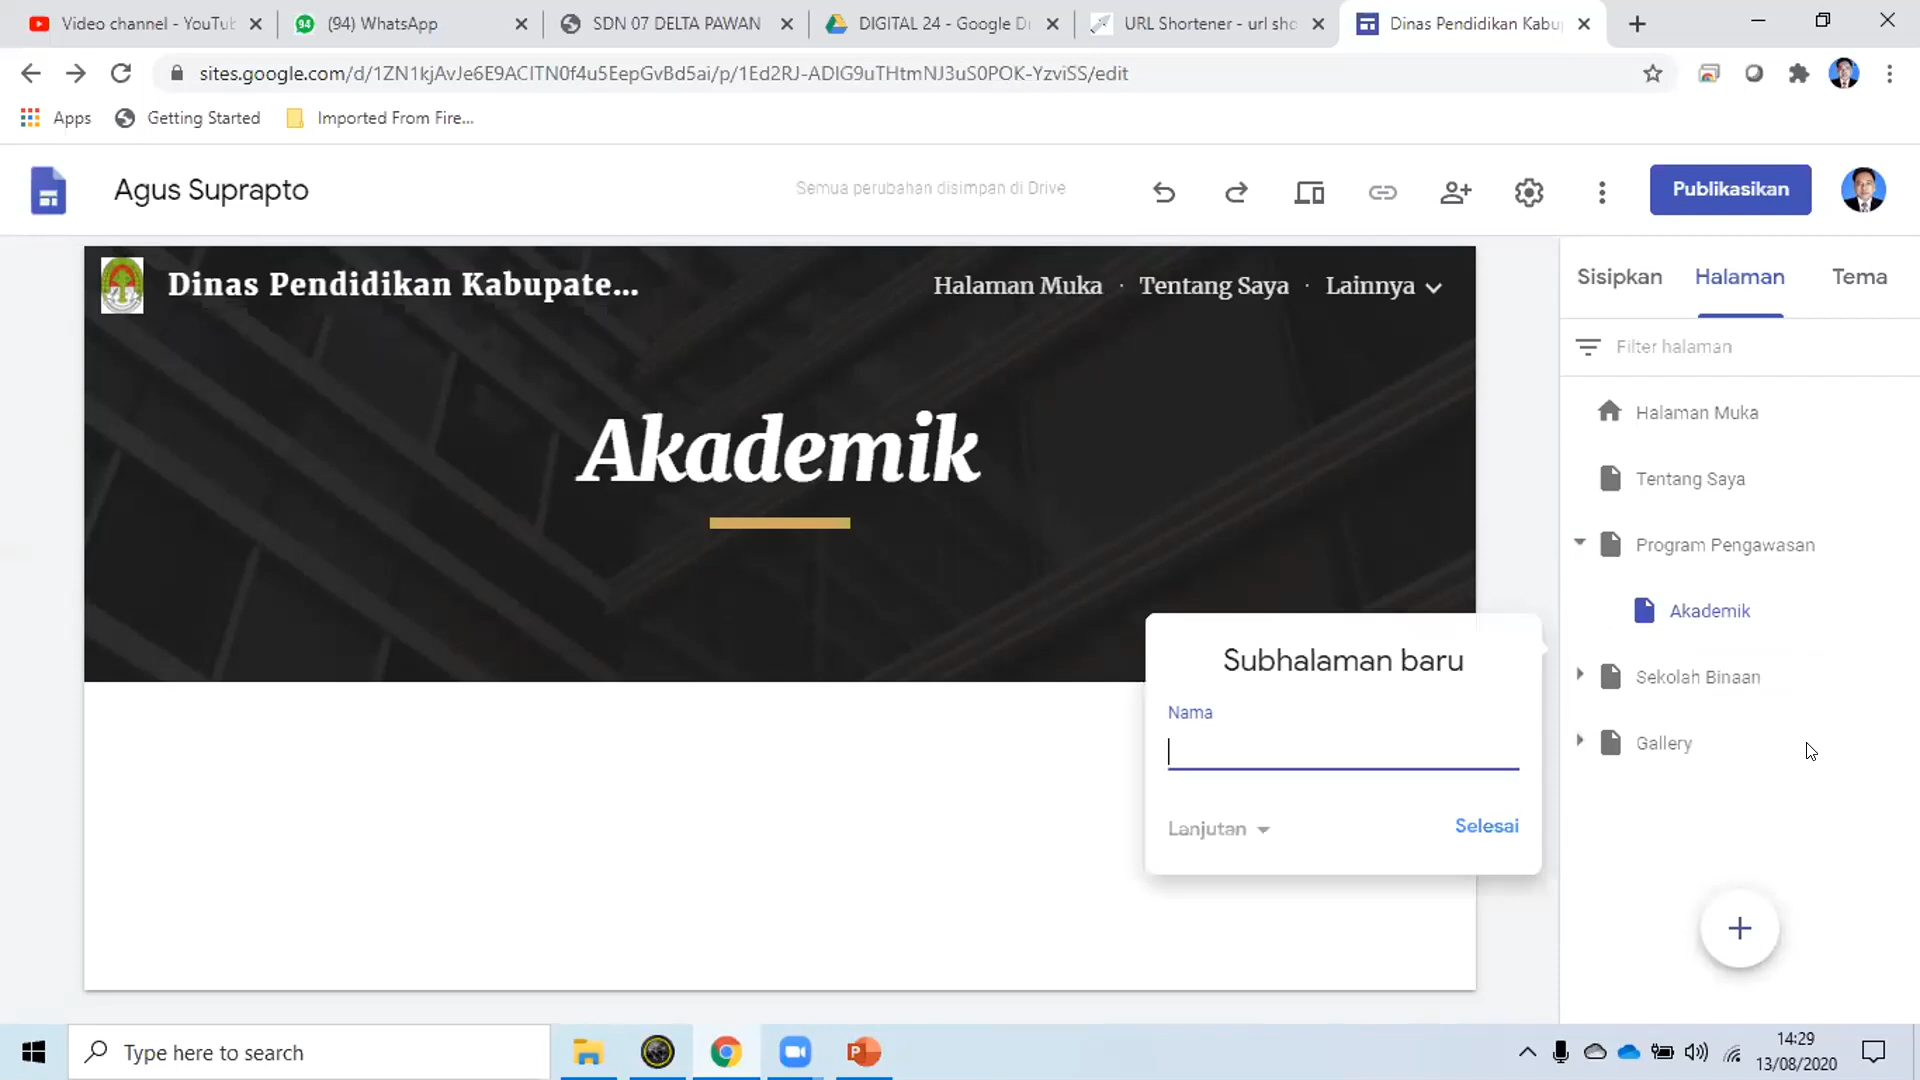 Video channel - YouTu
(94) WhatsApp
SDN 07 DELTA PAWAN
DIGITAL 24 - Google D
URL Shortener - url sho
Dinas Pendidikan Kabu
sites.google.com/d/1ZN1kjAvJe6E9ACITN0f4u5EepGvBd5ai/p/1Ed2RJ-ADIG9uTHtmNJ3uS0POK-YzviSS/edit
Apps
Getting Started
Imported From Fire...
Agus Suprapto
Semua perubahan disimpan di Drive
Publikasikan
Dinas Pendidikan Kabupate...
Halaman Muka · Tentang Saya · Lainnya
Akademik
Sisipkan
Halaman
Tema
Filter halaman
Halaman Muka
Tentang Saya
Program Pengawasan
Akademik
Sekolah Binaan
Gallery
Subhalaman baru
Nama
Lanjutan
Selesai
Type here to search
14:29
13/08/2020